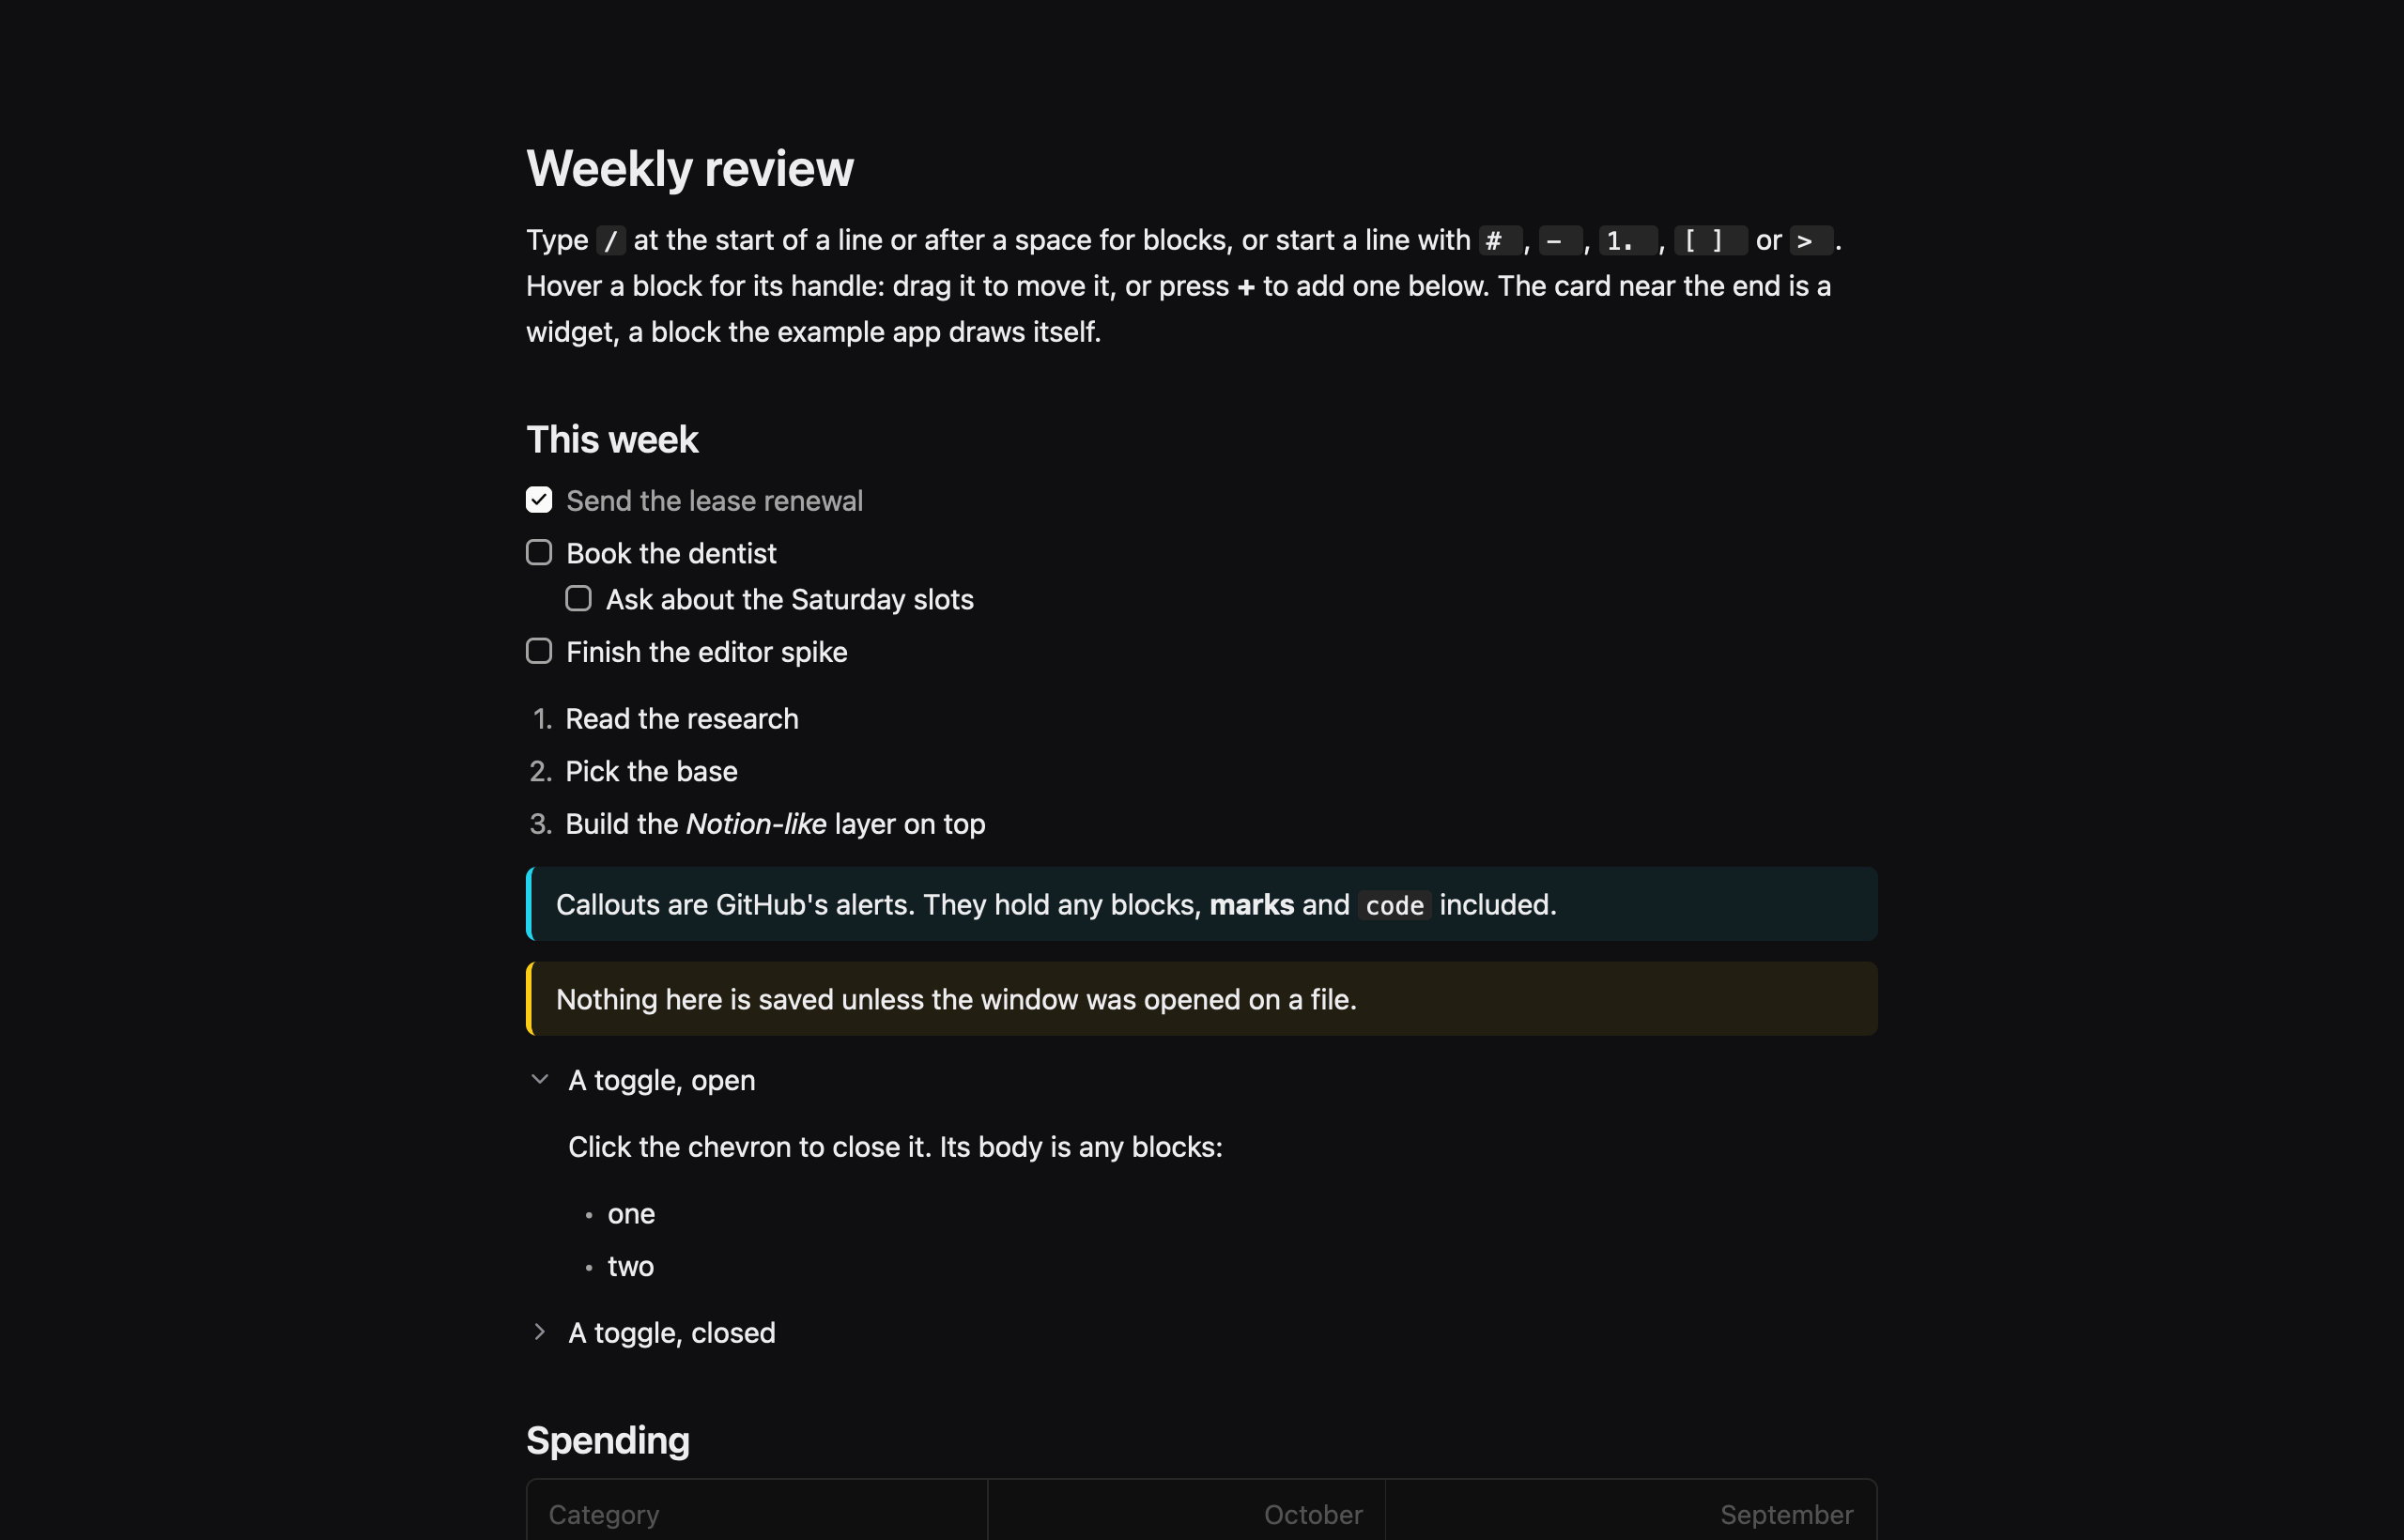 Weekly review
Type / at the start of a line or after a space for blocks, or start a line with # , - , 1. , [ ] or > .
Hover a block for its handle: drag it to move it, or press + to add one below. The card near the end is a
widget, a block the example app draws itself.
This week
Send the lease renewal
Book the dentist
Ask about the Saturday slots
Finish the editor spike
1. Read the research
2. Pick the base
3. Build the Notion-like layer on top
Callouts are GitHub's alerts. They hold any blocks, marks and code included.
Nothing here is saved unless the window was opened on a file.
A toggle, open
Click the chevron to close it. Its body is any blocks:
• one
• two
A toggle, closed
Spending
Category October September